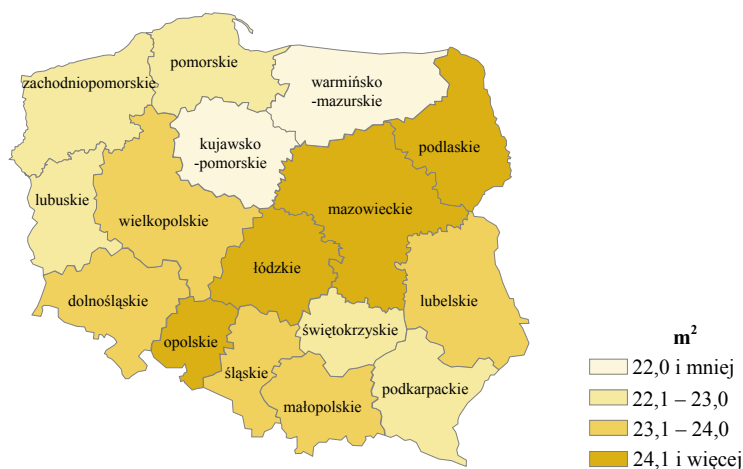 pomorskie
zachodniopomorskie
warmińsko
-mazurskie
kujawsko
-pomorskie
podlaskie
lubuskie
wielkopolskie
mazowieckie
łódzkie
dolnośląskie
lubelskie
opolskie
świętokrzyskie
śląskie
podkarpackie
małopolskie
m²
22,0 i mniej
22,1 – 23,0
23,1 – 24,0
24,1 i więcej